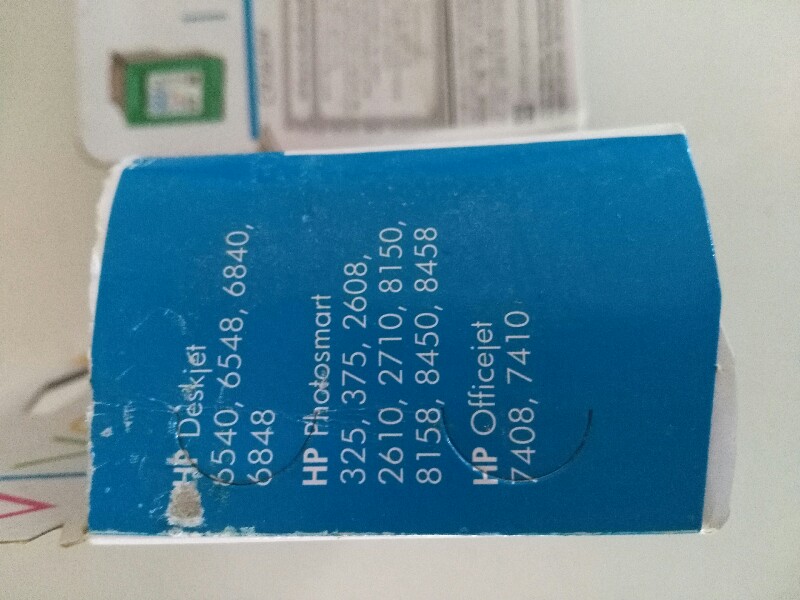 HP Deskjet
6540, 6548, 6840,
6848
HP Photosmart
325, 375, 2608,
2610, 2710, 8150,
8158, 8450, 8458
HP Officejet
7408, 7410